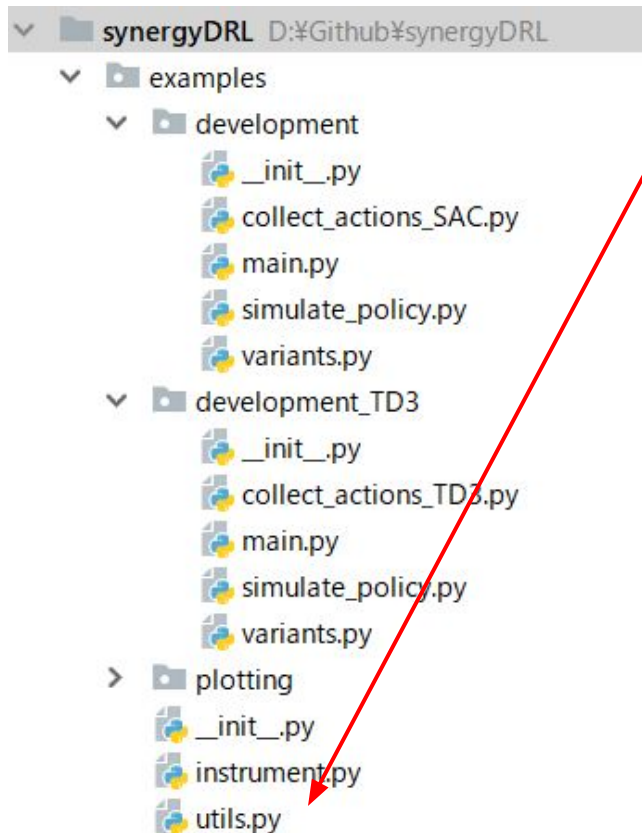 synergyDRL D:¥Github¥synergyDRL
examples
development
__init__.py
collect_actions_SAC.py
main.py
simulate_policy.py
variants.py
development_TD3
__init__.py
collect_actions_TD3.py
main.py
simulate_policy.py
variants.py
plotting
__init__.py
instrument.py
utils.py